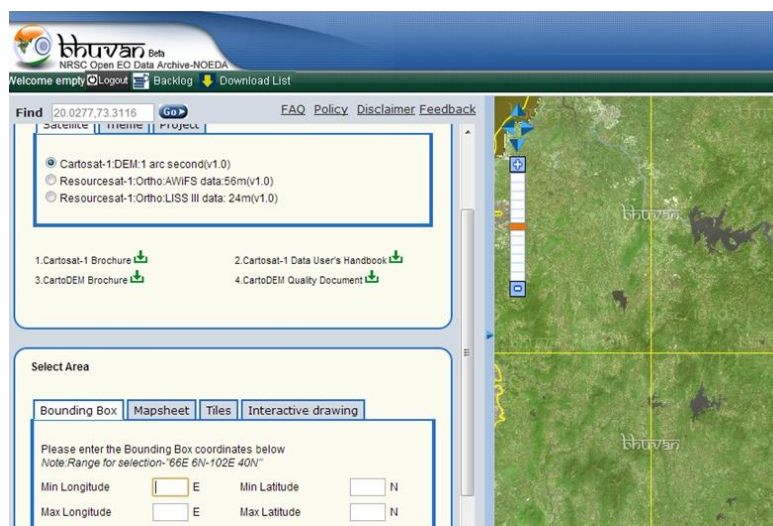 bhuvan Beta
NRSC Open EO Data Archive-NOEDA
Welcome empty Logout Backlog Download List
Find 20.0277,73.3116 Go FAQ Policy Disclaimer Feedback
Satellite Theme Project
Cartosat-1:DEM:1 arc second(v1.0)
Resourcesat-1:Ortho:AWiFS data:56m(v1.0)
Resourcesat-1:Ortho:LISS III data: 24m(v1.0)
1.Cartosat-1 Brochure 2.Cartosat-1 Data User's Handbook
3.CartoDEM Brochure 4.CartoDEM Quality Document
Select Area
Bounding Box Mapsheet Tiles Interactive drawing
Please enter the Bounding Box coordinates below
Note:Range for selection-"66E 6N-102E 40N"
Min Longitude E Min Latitude N
Max Longitude E Max Latitude N
bhuvan
bhuvan